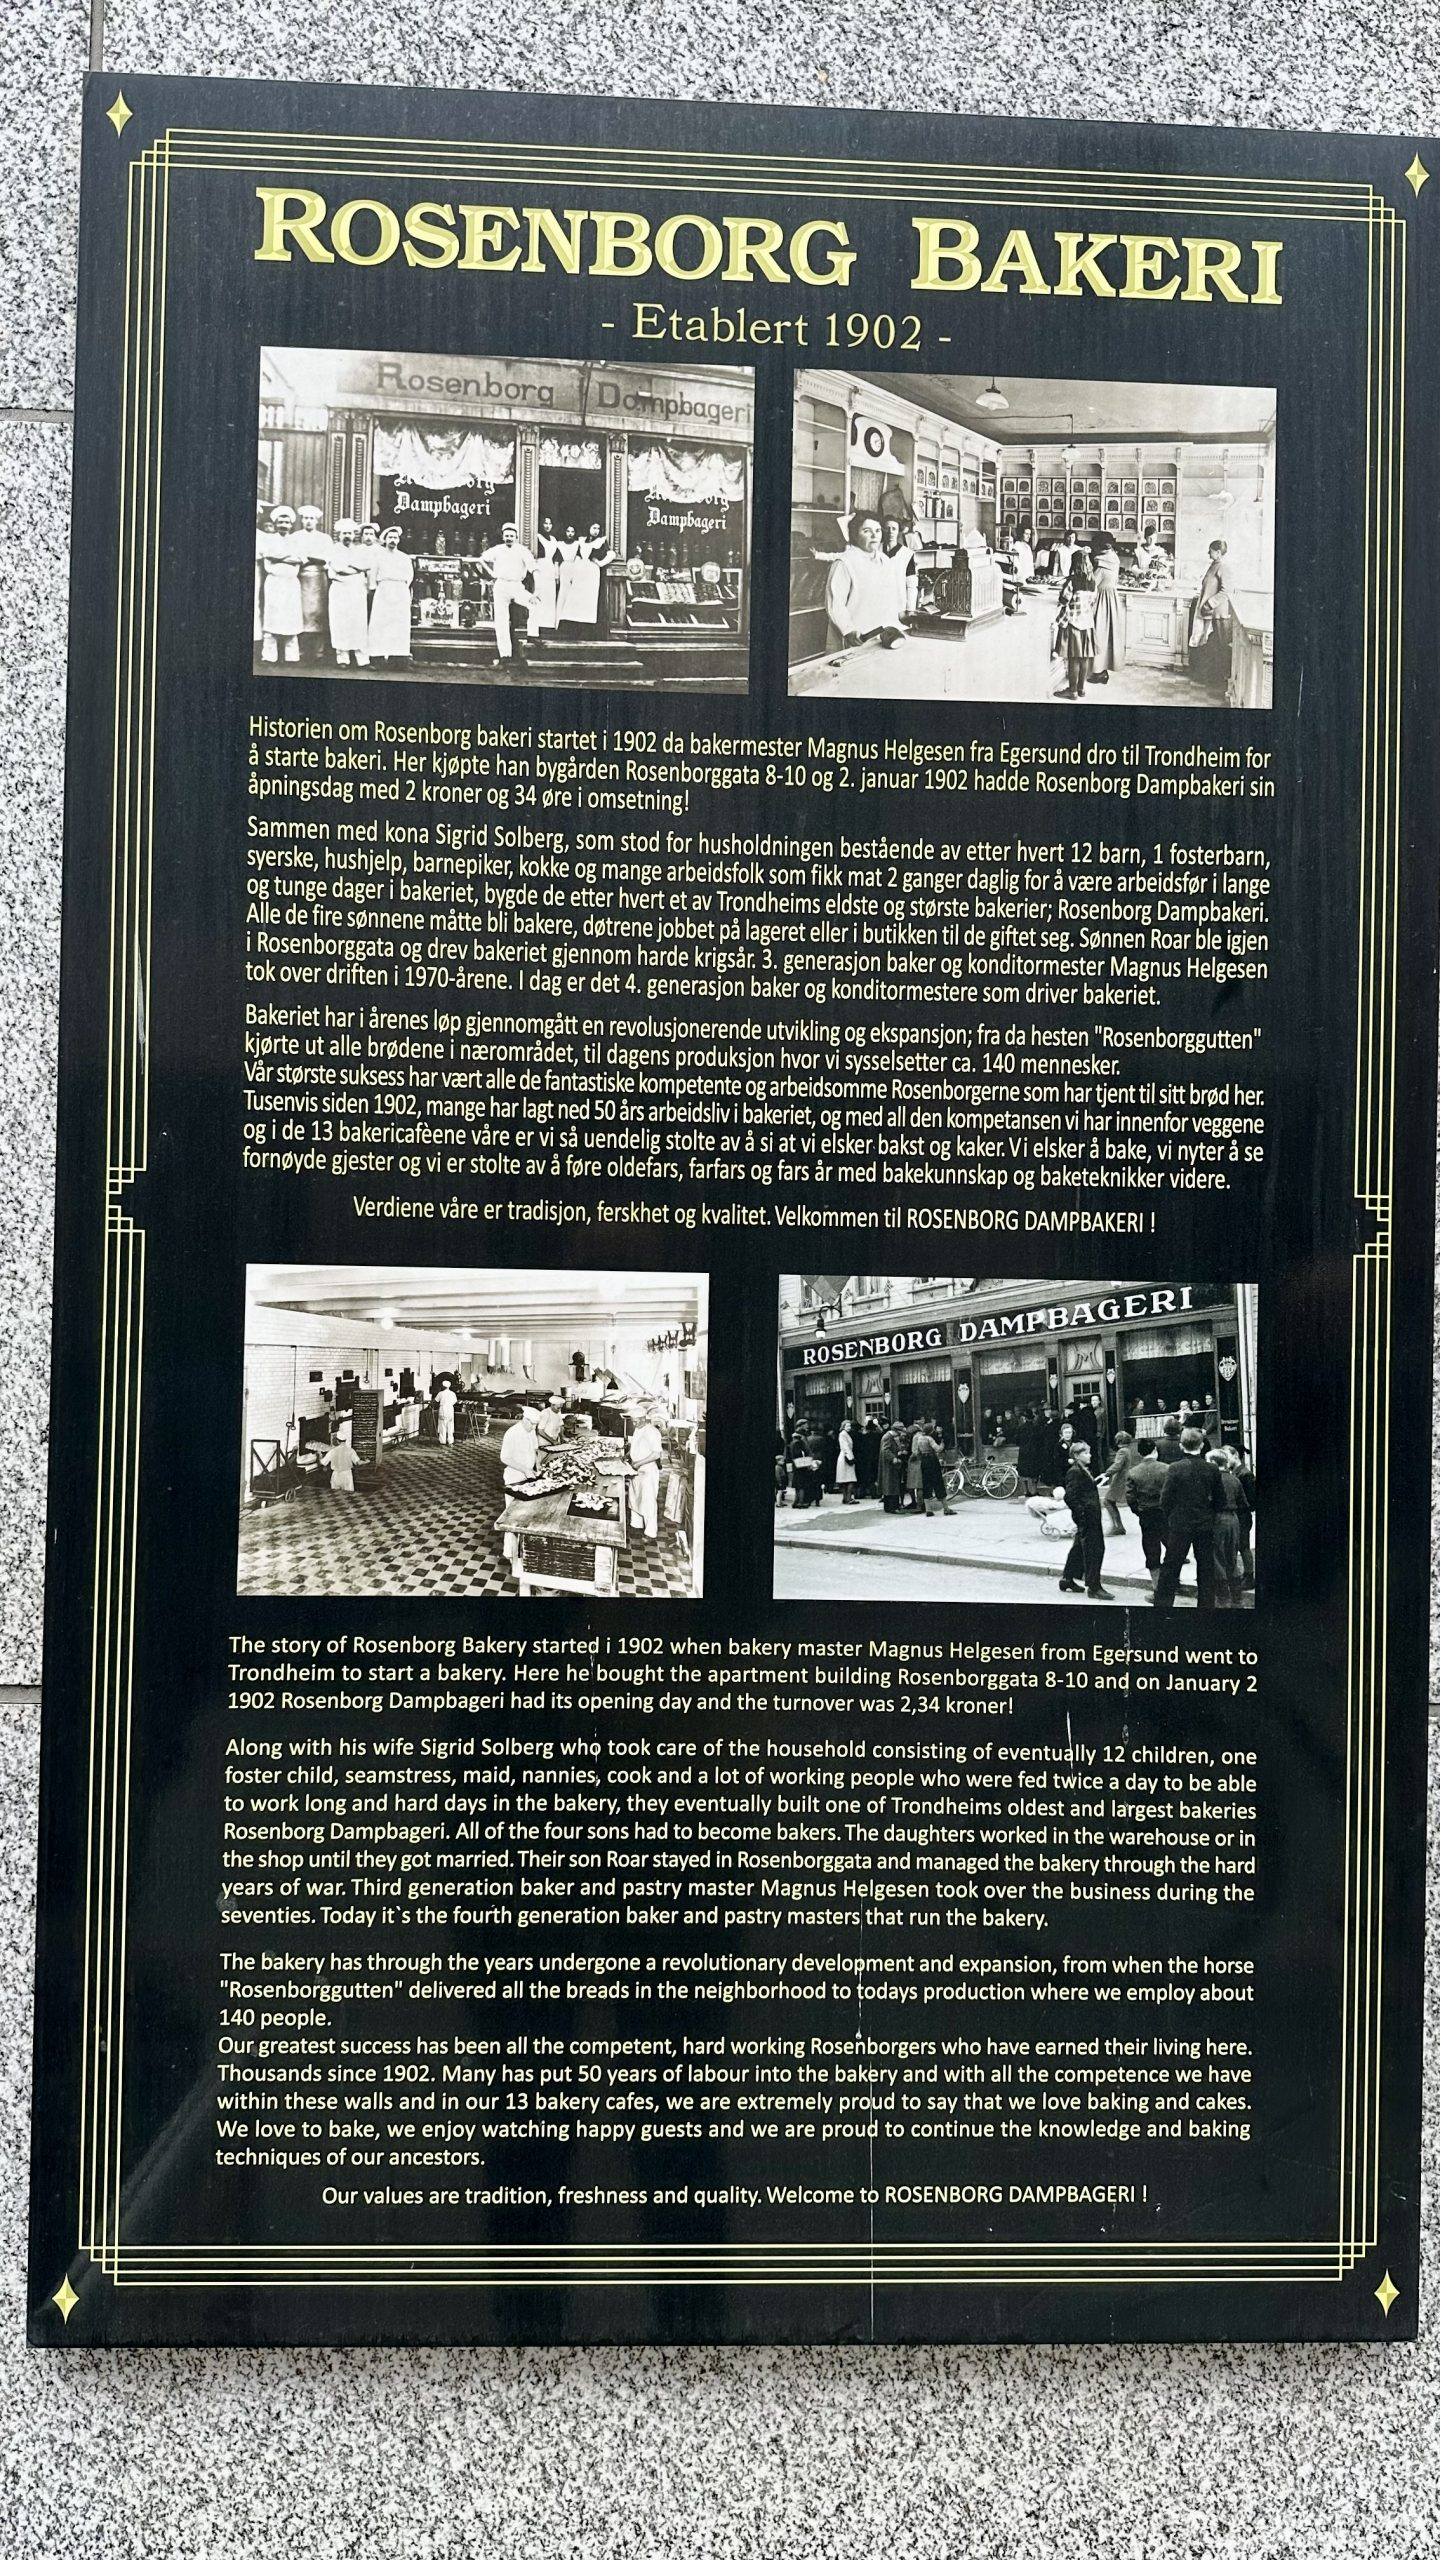 ROSENBORG BAKERI
- Etablert 1902 -
Rosenborg Dampbageri
Dampbageri
Dampbageri
Historien om Rosenborg bakeri startet i 1902 da bakermester Magnus Helgesen fra Egersund dro til Trondheim for
å starte bakeri. Her kjøpte han bygården Rosenborggata 8-10 og 2. januar 1902 hadde Rosenborg Dampbakeri sin
åpningsdag med 2 kroner og 34 øre i omsetning!
Sammen med kona Sigrid Solberg, som stod for husholdningen bestående av etter hvert 12 barn, 1 fosterbarn,
syerske, hushjelp, barnepiker, kokke og mange arbeidsfolk som fikk mat 2 ganger daglig for å være arbeidsfør i lange
og tunge dager i bakeriet, bygde de etter hvert et av Trondheims eldste og største bakerier; Rosenborg Dampbakeri.
Alle de fire sønnene måtte bli bakere, døtrene jobbet på lageret eller i butikken til de giftet seg. Sønnen Roar ble igjen
i Rosenborggata og drev bakeriet gjennom harde krigsår. 3. generasjon baker og konditormester Magnus Helgesen
tok over driften i 1970-årene. I dag er det 4. generasjon baker og konditormestere som driver bakeriet.
Bakeriet har i årenes løp gjennomgått en revolusjonerende utvikling og ekspansjon; fra da hesten "Rosenborggutten"
kjørte ut alle brødene i nærområdet, til dagens produksjon hvor vi sysselsetter ca. 140 mennesker.
Vår største suksess har vært alle de fantastiske kompetente og arbeidsomme Rosenborgerne som har tjent til sitt brød her.
Tusenvis siden 1902, mange har lagt ned 50 års arbeidsliv i bakeriet, og med all den kompetansen vi har innenfor veggene
og i de 13 bakericafèene våre er vi så uendelig stolte av å si at vi elsker bakst og kaker. Vi elsker å bake, vi nyter å se
fornøyde gjester og vi er stolte av å føre oldefars, farfars og fars år med bakekunnskap og baketeknikker videre.
Verdiene våre er tradisjon, ferskhet og kvalitet. Velkommen til ROSENBORG DAMPBAKERI !
ROSENBORG DAMPBAGERI
The story of Rosenborg Bakery started i 1902 when bakery master Magnus Helgesen from Egersund went to
Trondheim to start a bakery. Here he bought the apartment building Rosenborggata 8-10 and on January 2
1902 Rosenborg Dampbageri had its opening day and the turnover was 2,34 kroner!
Along with his wife Sigrid Solberg who took care of the household consisting of eventually 12 children, one
foster child, seamstress, maid, nannies, cook and a lot of working people who were fed twice a day to be able
to work long and hard days in the bakery, they eventually built one of Trondheims oldest and largest bakeries
Rosenborg Dampbageri. All of the four sons had to become bakers. The daughters worked in the warehouse or in
the shop until they got married. Their son Roar stayed in Rosenborggata and managed the bakery through the hard
years of war. Third generation baker and pastry master Magnus Helgesen took over the business during the
seventies. Today it`s the fourth generation baker and pastry masters that run the bakery.
The bakery has through the years undergone a revolutionary development and expansion, from when the horse
"Rosenborggutten" delivered all the breads in the neighborhood to todays production where we employ about
140 people.
Our greatest success has been all the competent, hard working Rosenborgers who have earned their living here.
Thousands since 1902. Many has put 50 years of labour into the bakery and with all the competence we have
within these walls and in our 13 bakery cafes, we are extremely proud to say that we love baking and cakes.
We love to bake, we enjoy watching happy guests and we are proud to continue the knowledge and baking
techniques of our ancestors.
Our values are tradition, freshness and quality. Welcome to ROSENBORG DAMPBAGERI !